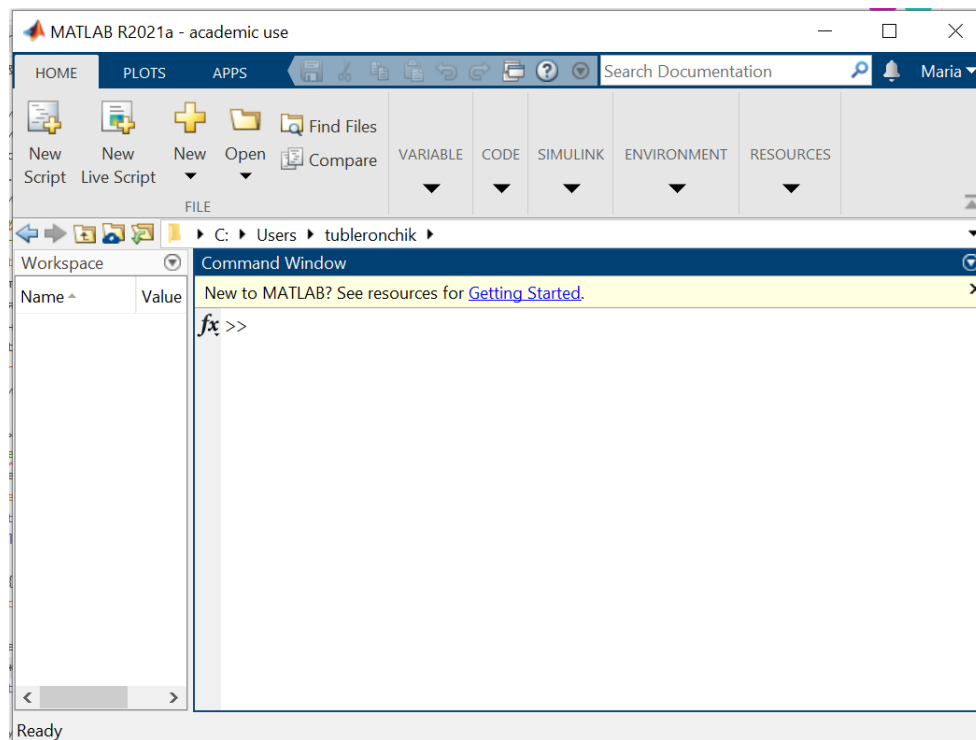 MATLAB R2021a - academic use
HOME PLOTS APPS Search Documentation Maria
New Script
New Live Script
New
Open
Find Files
Compare
VARIABLE CODE SIMULINK ENVIRONMENT RESOURCES
FILE
C: Users tubleronchik
Workspace
Name Value
Command Window
New to MATLAB? See resources for Getting Started.
fx >>
Ready